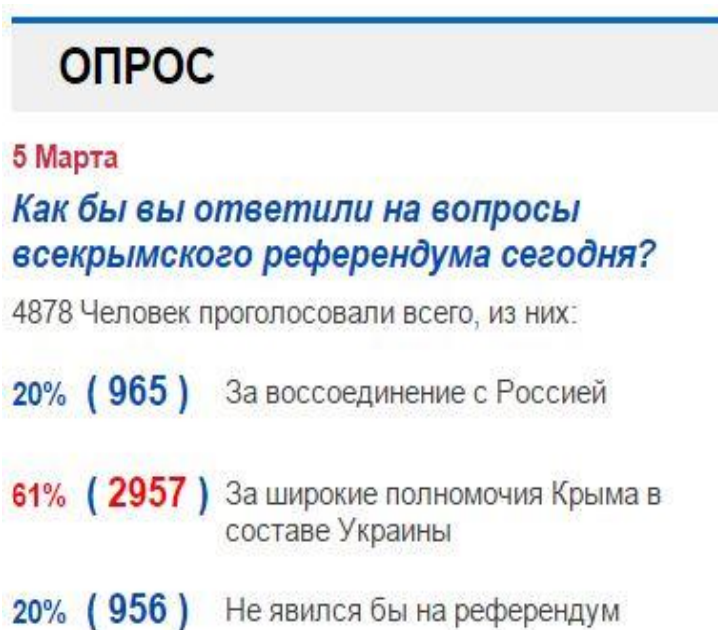 ОПРОС
5 Марта
Как бы вы ответили на вопросы
всекрымского референдума сегодня?
4878 Человек проголосовали всего, из них:
20% ( 965 ) За воссоединение с Россией
61% ( 2957 ) За широкие полномочия Крыма в
составе Украины
20% ( 956 ) Не явился бы на референдум